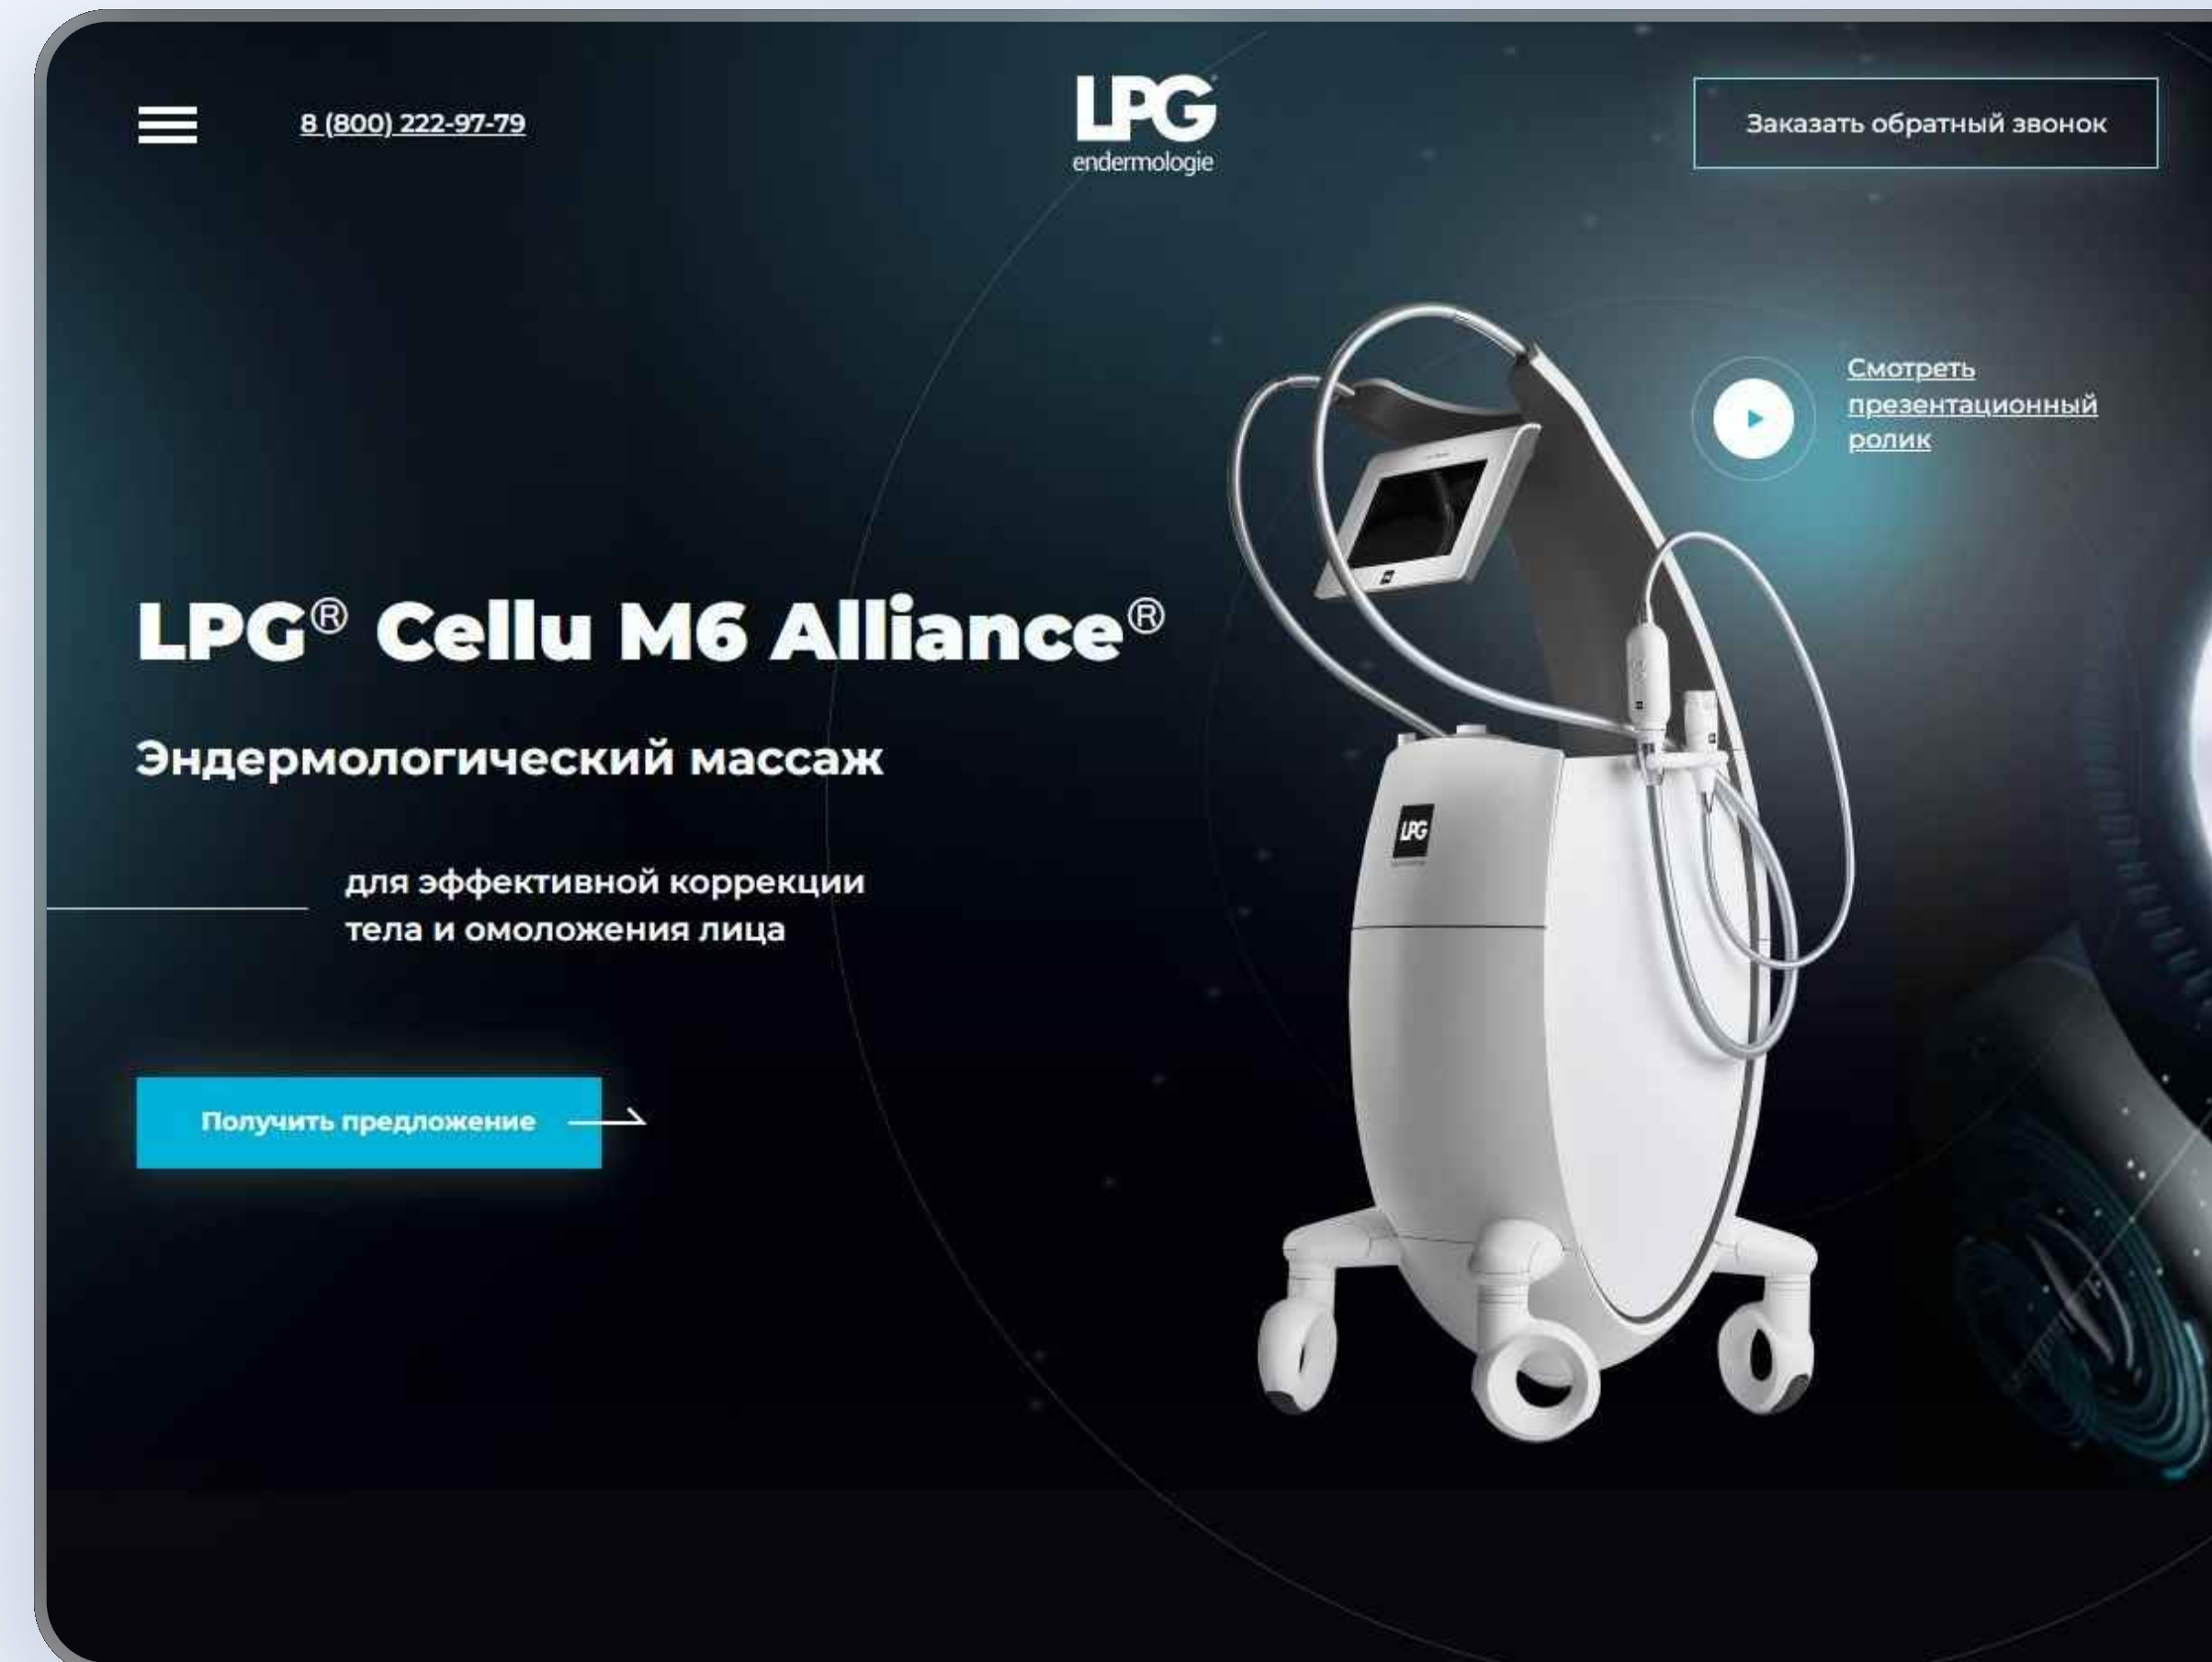 8 (800) 222-97-79
LPG
endermologie
Заказать обратный звонок
Смотреть
презентационный
ролик
LPG® Cellu M6 Alliance®
Эндермологический массаж
для эффективной коррекции
тела и омоложения лица
LPG
Получить предложение